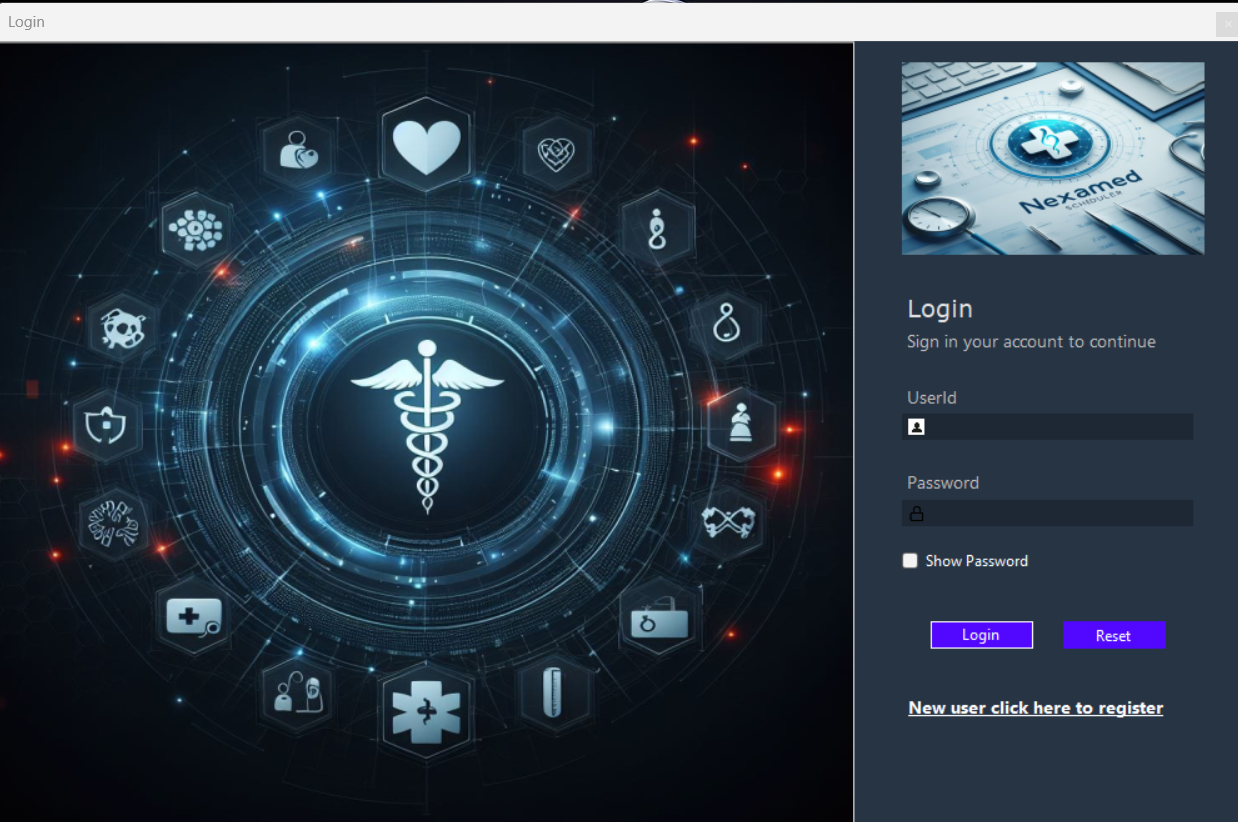 Login
Nexamed
SCHEDULER
Login
Sign in your account to continue
UserId
Password
Show Password
Login
Reset
New user click here to register